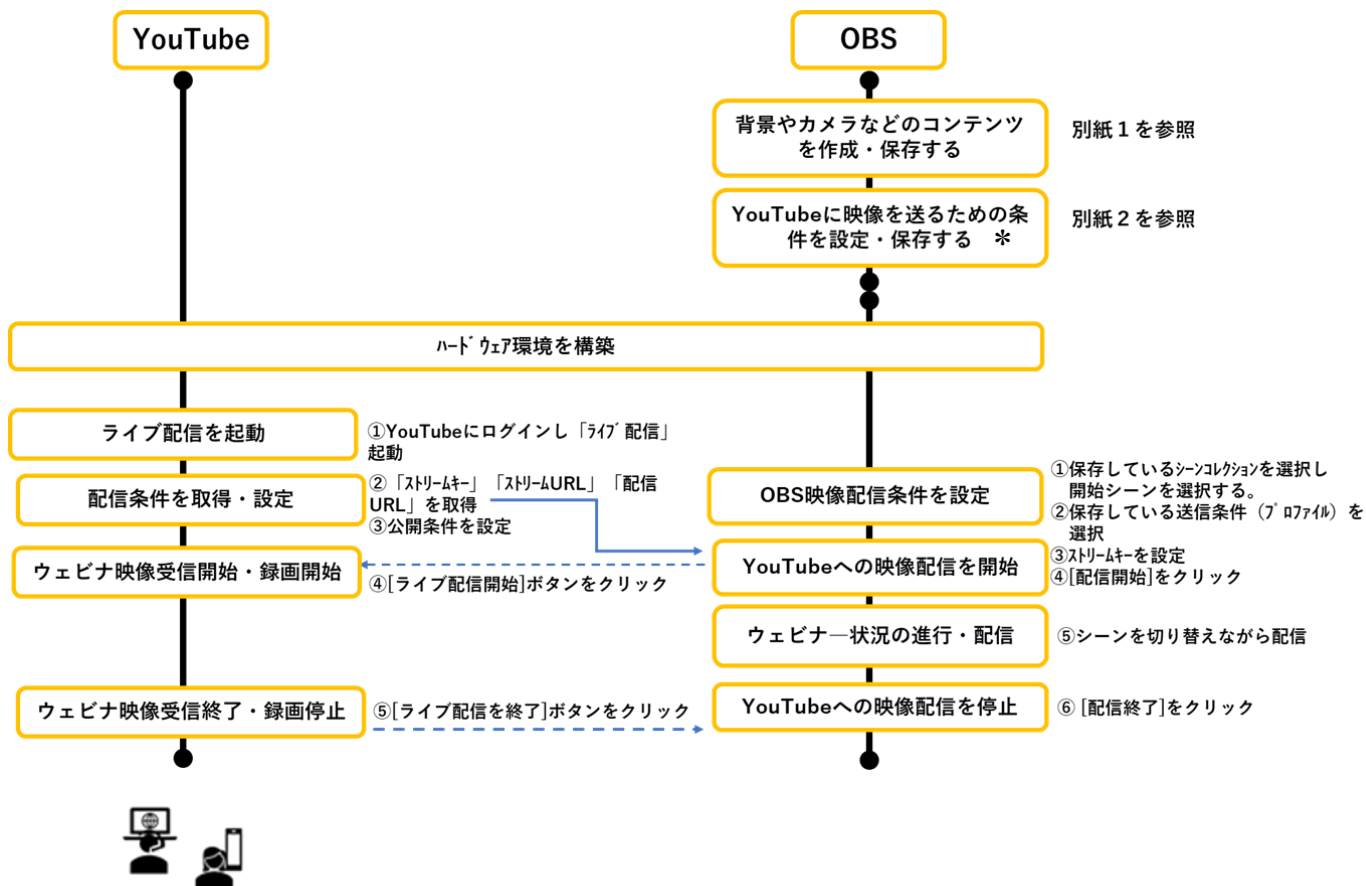 YouTube
OBS
背景やカメラなどのコンテンツ
を作成・保存する
別紙１を参照
YouTubeに映像を送るための条
件を設定・保存する　＊
別紙２を参照
ﾊｰﾄﾞｳｪｱ環境を構築
ライブ配信を起動
①YouTubeにログインし「ﾗｲﾌﾞ配信」
起動
配信条件を取得・設定
②「ｽﾄﾘｰﾑｷｰ」「ｽﾄﾘｰﾑURL」「配信
URL」を取得
③公開条件を設定
OBS映像配信条件を設定
①保存しているｼｰﾝｺﾚｸｼｮﾝを選択し
開始シーンを選択する。
②保存している送信条件（ﾌﾟﾛﾌｧｲﾙ）を
選択
ウェビナ映像受信開始・録画開始
④[ライブ配信開始]ボタンをクリック
YouTubeへの映像配信を開始
③ｽﾄﾘｰﾑキーを設定
④[配信開始]をクリック
ウェビナ―状況の進行・配信
⑤シーンを切り替えながら配信
ウェビナ映像受信終了・録画停止
⑤[ライブ配信を終了]ボタンをクリック
YouTubeへの映像配信を停止
⑥ [配信終了]をクリック